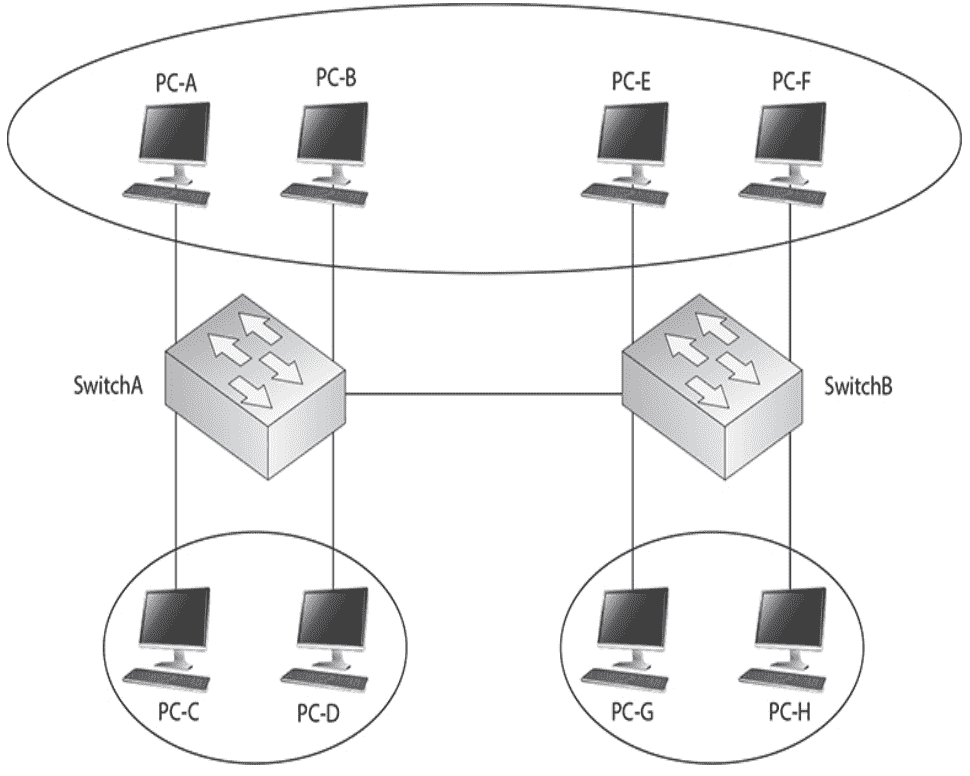 PC-A
PC-B
PC-E
PC-F
SwitchA
SwitchB
PC-C
PC-D
PC-G
PC-H